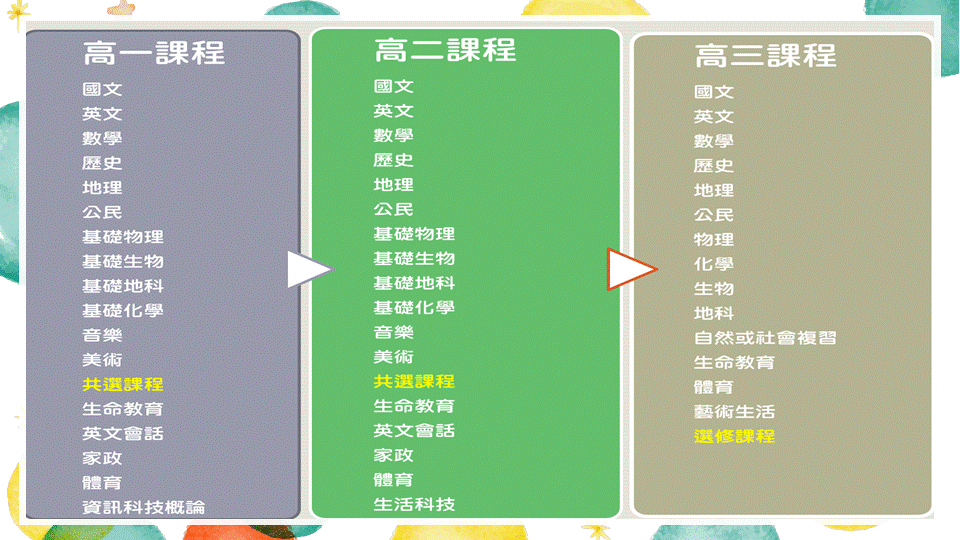 高一課程
國文
英文
數學
歷史
地理
公民
基礎物理
基礎生物
基礎地科
基礎化學
音樂
美術
共選課程
生命教育
英文會話
家政
體育
資訊科技概論
高二課程
國文
英文
數學
歷史
地理
公民
基礎物理
基礎生物
基礎地科
基礎化學
音樂
美術
共選課程
生命教育
英文會話
家政
體育
生活科技
高三課程
國文
英文
數學
歷史
地理
公民
物理
化學
生物
地科
自然或社會複習
生命教育
體育
藝術生活
選修課程